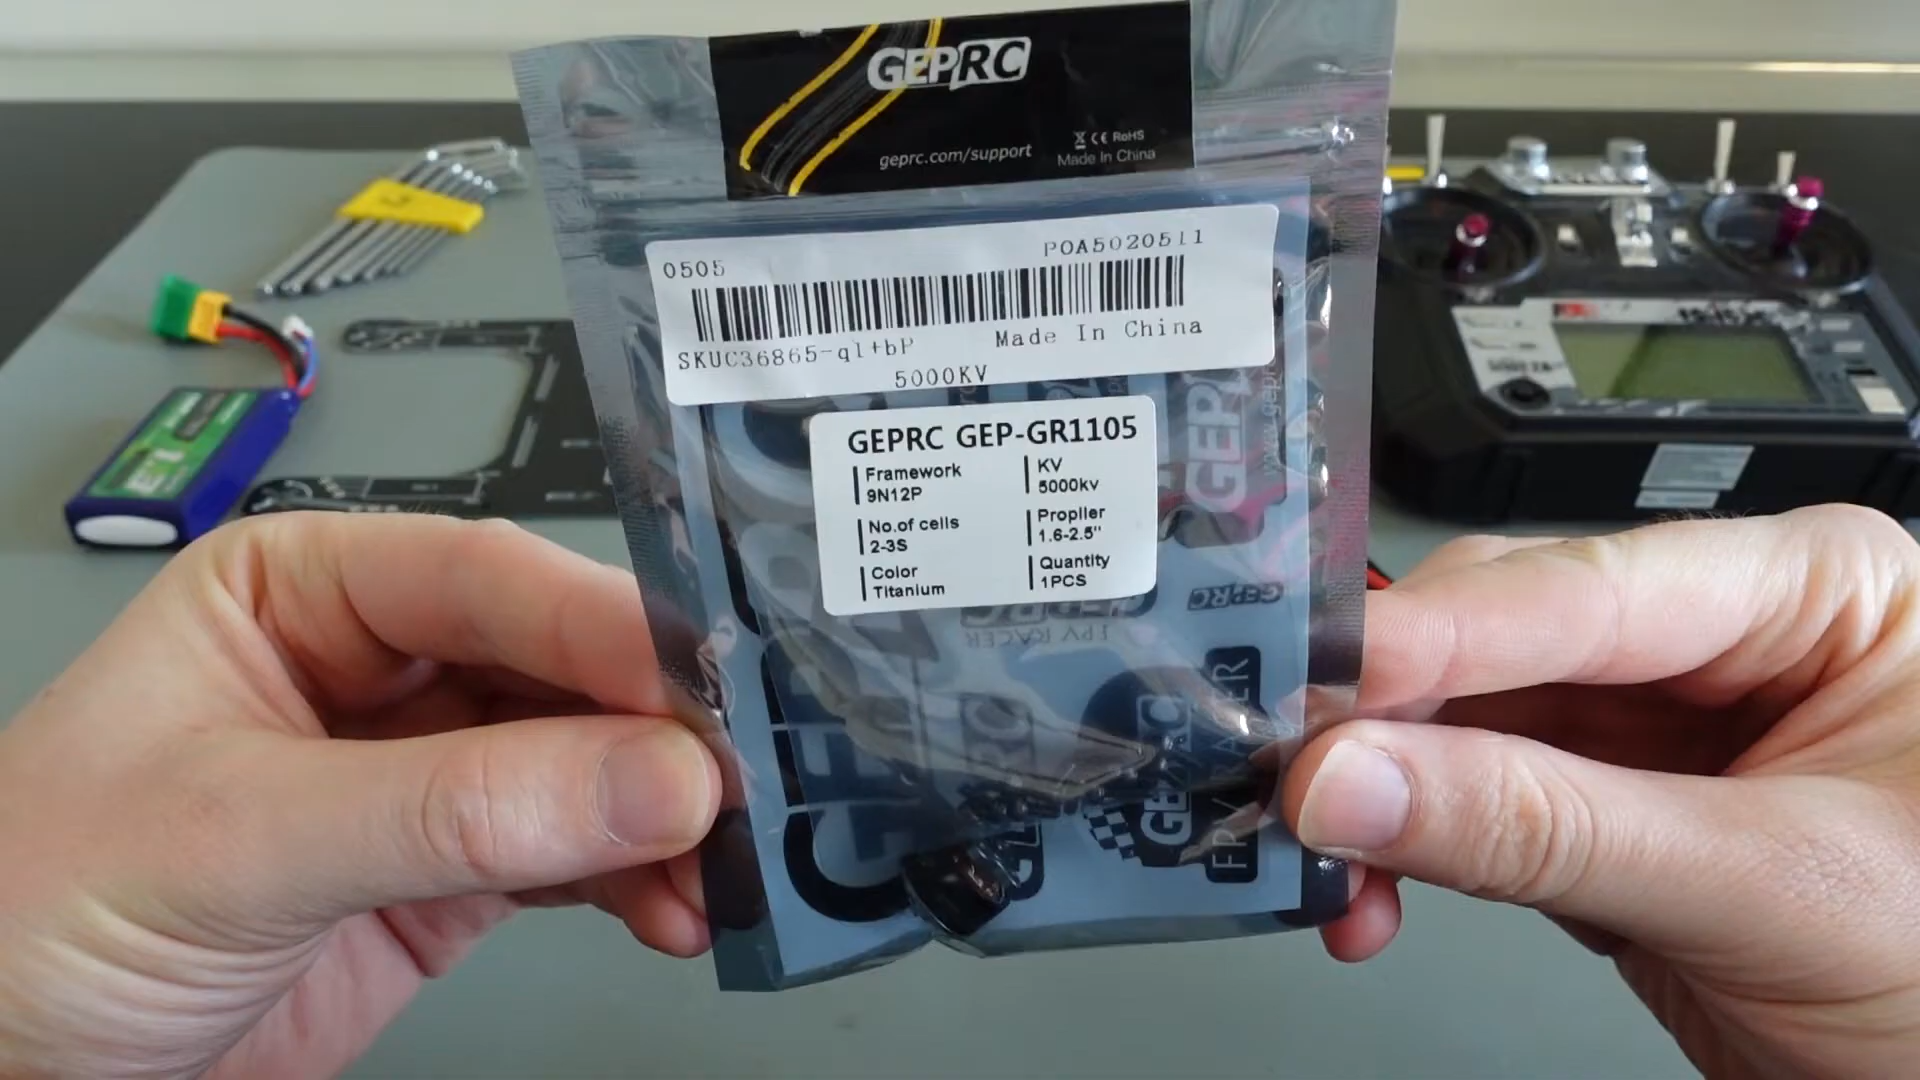 GEPRC
geprc.com/support
CE RoHS
Made In China
0505
POA5020511
SKUC36865-ql+bP
Made In China
5000KV
GEPRC GEP-GR1105
Framework
9N12P
KV
5000kv
No.of cells
2-3S
Proplier
1.6-2.5"
Color
Titanium
Quantity
1PCS
GEPRC
FPV RACER
GEPRC